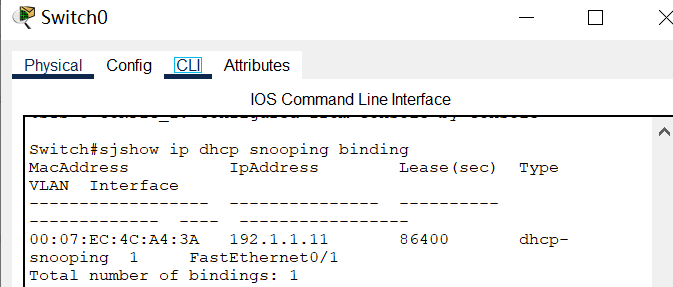 Switch0
Physical Config CLI Attributes
IOS Command Line Interface
Switch#sjshow ip dhcp snooping binding
MacAddress IpAddress Lease(sec) Type
VLAN Interface
------------------ --------------- ----------
------------- ---- -----------------
00:07:EC:4C:A4:3A 192.1.1.11 86400 dhcp-
snooping 1 FastEthernet0/1
Total number of bindings: 1